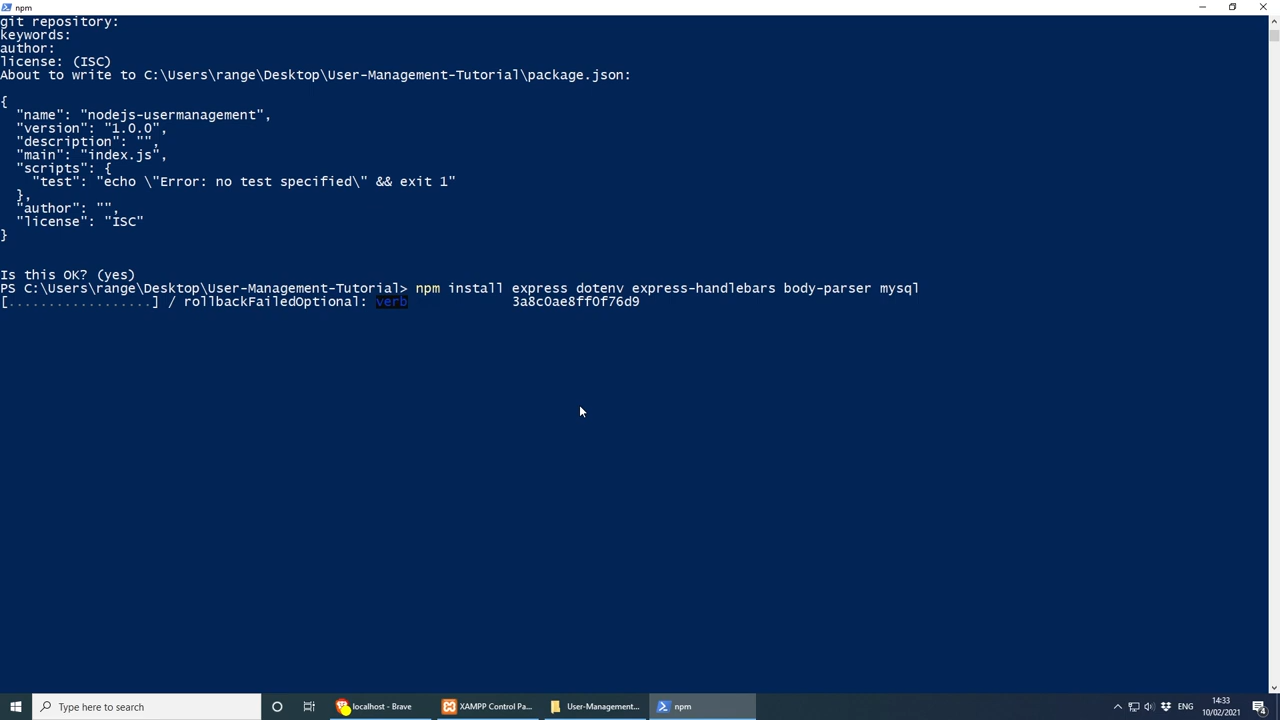 npm
git repository:
keywords:
author:
license: (ISC)
About to write to C:\Users\range\Desktop\User-Management-Tutorial\package.json:
{
  "name": "nodejs-usermanagement",
  "version": "1.0.0",
  "description": "",
  "main": "index.js",
  "scripts": {
    "test": "echo \"Error: no test specified\" && exit 1"
  },
  "author": "",
  "license": "ISC"
}
Is this OK? (yes)
PS C:\Users\range\Desktop\User-Management-Tutorial> npm install express dotenv express-handlebars body-parser mysql
[..................] / rollbackFailedOptional: verb 3a8c0ae8ff0f76d9
Type here to search
localhost - Brave
XAMPP Control Pa...
User-Management...
npm
ENG
14:33
10/02/2021
4